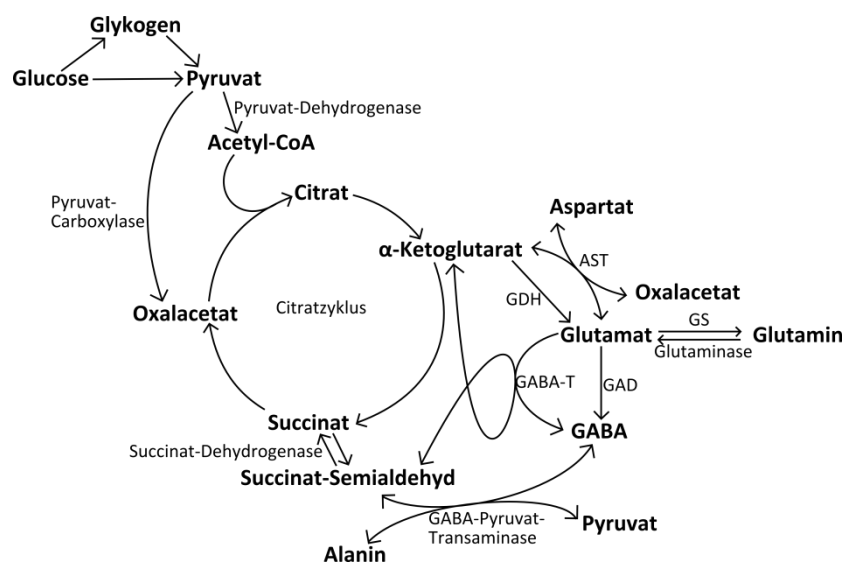 Glykogen
Glucose
Pyruvat
Pyruvat-Dehydrogenase
Acetyl-CoA
Citrat
Pyruvat-
Carboxylase
Aspartat
α-Ketoglutarat
AST
GDH
Oxalacetat
Oxalacetat
Citratzyklus
Glutamat
GS
Glutaminase
Glutamin
GABA-T
GAD
Succinat
GABA
Succinat-Dehydrogenase
Succinat-Semialdehyd
GABA-Pyruvat-
Transaminase
Pyruvat
Alanin